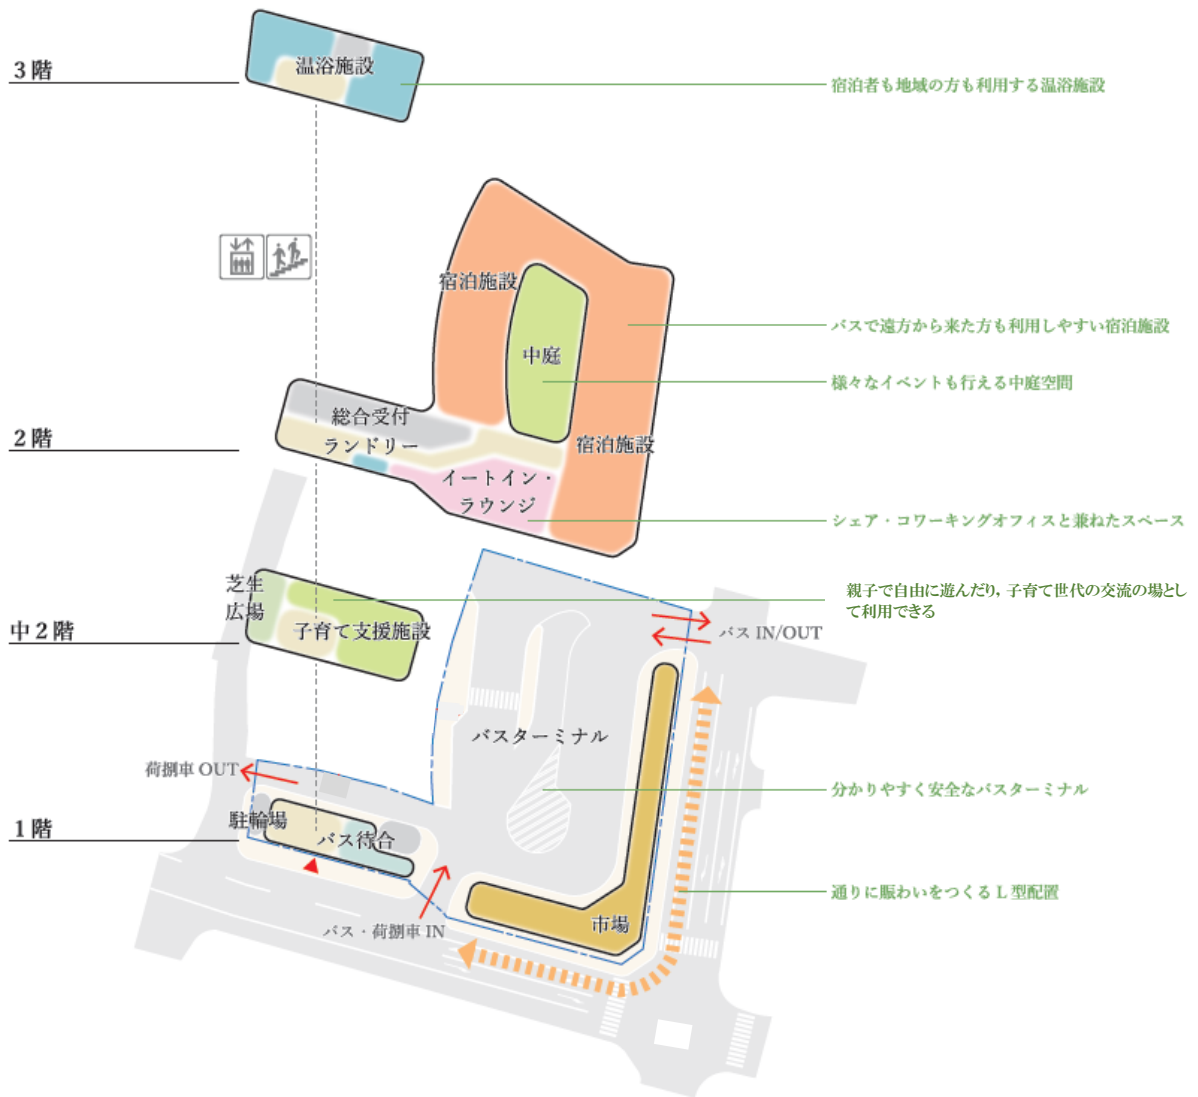 3階
温浴施設
宿泊者も地域の方も利用する温浴施設
宿泊施設
バスで遠方から来た方も利用しやすい宿泊施設
中庭
様々なイベントも行える中庭空間
総合受付
2階
ランドリー
宿泊施設
イートイン・
ラウンジ
シェア・コワーキングオフィスと兼ねたスペース
芝生
広場
親子で自由に遊んだり, 子育て世代の交流の場とし
て利用できる
中2階
子育て支援施設
バス IN/OUT
バスターミナル
荷捌車 OUT
分かりやすく安全なバスターミナル
1階
駐輪場
バス待合
通りに賑わいをつくるL型配置
市場
バス・荷捌車 IN